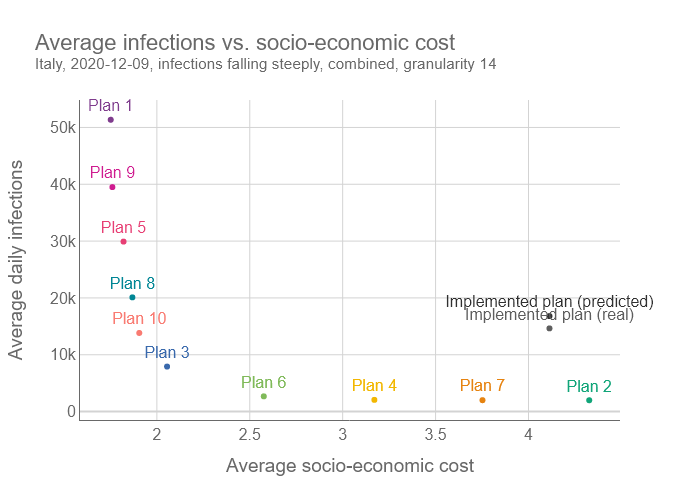 Average infections vs. socio-economic cost
Italy, 2020-12-09, infections falling steeply, combined, granularity 14
Plan 1
50k
Plan 9
40k
Plan 5
30k
Plan 8
20k
Implemented plan (predicted)
Implemented plan (real)
Plan 10
10k
Plan 3
Plan 6
Plan 4
Plan 7
Plan 2
0
2
2.5
3
3.5
4
Average daily infections
Average socio-economic cost